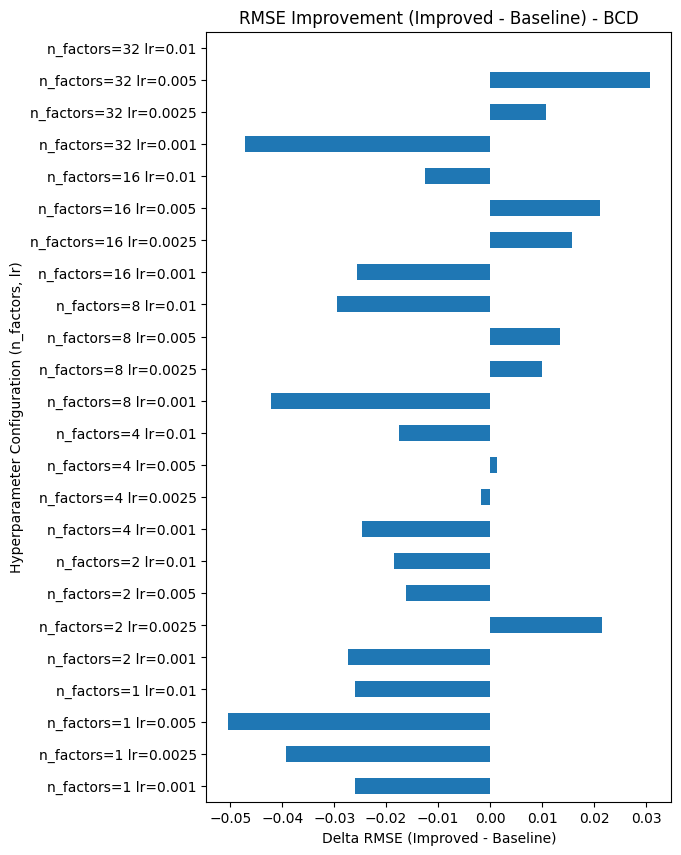 RMSE Improvement (Improved - Baseline) - BCD
n_factors=32 lr=0.01
n_factors=32 lr=0.005
n_factors=32 lr=0.0025
n_factors=32 lr=0.001
n_factors=16 lr=0.01
n_factors=16 lr=0.005
n_factors=16 lr=0.0025
n_factors=16 lr=0.001
n_factors=8 lr=0.01
n_factors=8 lr=0.005
n_factors=8 lr=0.0025
n_factors=8 lr=0.001
n_factors=4 lr=0.01
n_factors=4 lr=0.005
n_factors=4 lr=0.0025
n_factors=4 lr=0.001
n_factors=2 lr=0.01
n_factors=2 lr=0.005
n_factors=2 lr=0.0025
n_factors=2 lr=0.001
n_factors=1 lr=0.01
n_factors=1 lr=0.005
n_factors=1 lr=0.0025
n_factors=1 lr=0.001
Hyperparameter Configuration (n_factors, lr)
−0.05 −0.04 −0.03 −0.02 −0.01 0.00 0.01 0.02 0.03
Delta RMSE (Improved - Baseline)